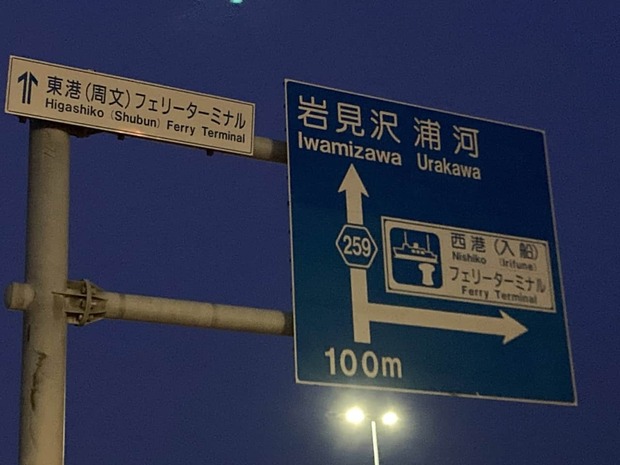 東港(周文)フェリーターミナル
Higashiko (Shubun) Ferry Terminal
岩見沢 浦河
Iwamizawa Urakawa
259
西港(入船)
Nishiko (Irifune)
フェリーターミナル
Ferry Terminal
100m